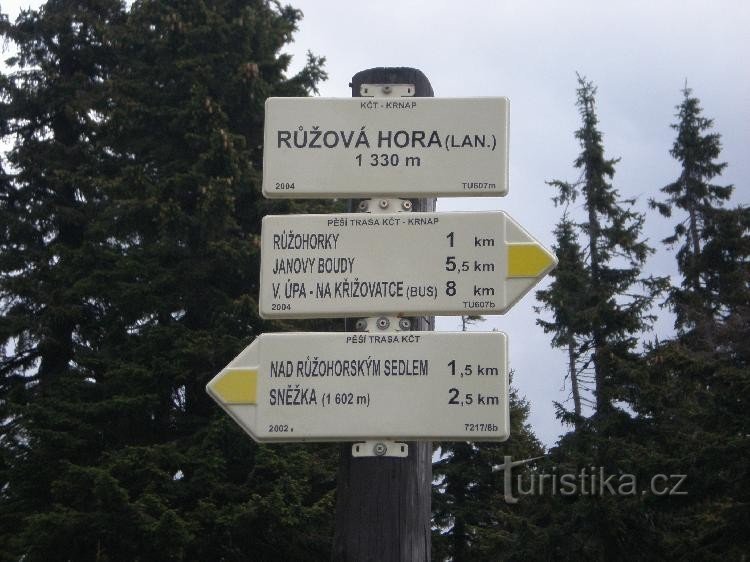 KČT - KRNAP
RŮŽOVÁ HORA (LAN.)
1 330 m
2004 TU607m
PĚŠÍ TRASA KČT - KRNAP
RŮŽOHORKY 1 km
JANOVY BOUDY 5,5 km
V. ÚPA - NA KŘIŽOVATCE (BUS) 8 km
2004 TU607b
PĚŠÍ TRASA KČT
NAD RŮŽOHORSKÝM SEDLEM 1,5 km
SNĚŽKA (1 602 m) 2,5 km
2002 7217/6b
turistika.cz